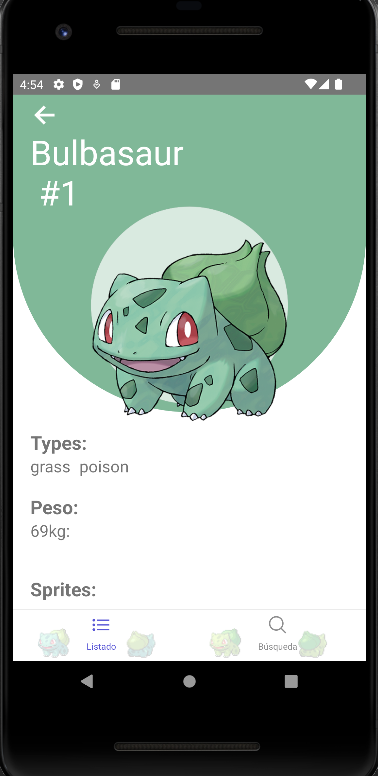 4:54
Bulbasaur
#1
Types:
grass poison
Peso:
69kg:
Sprites:
Listado
Búsqueda